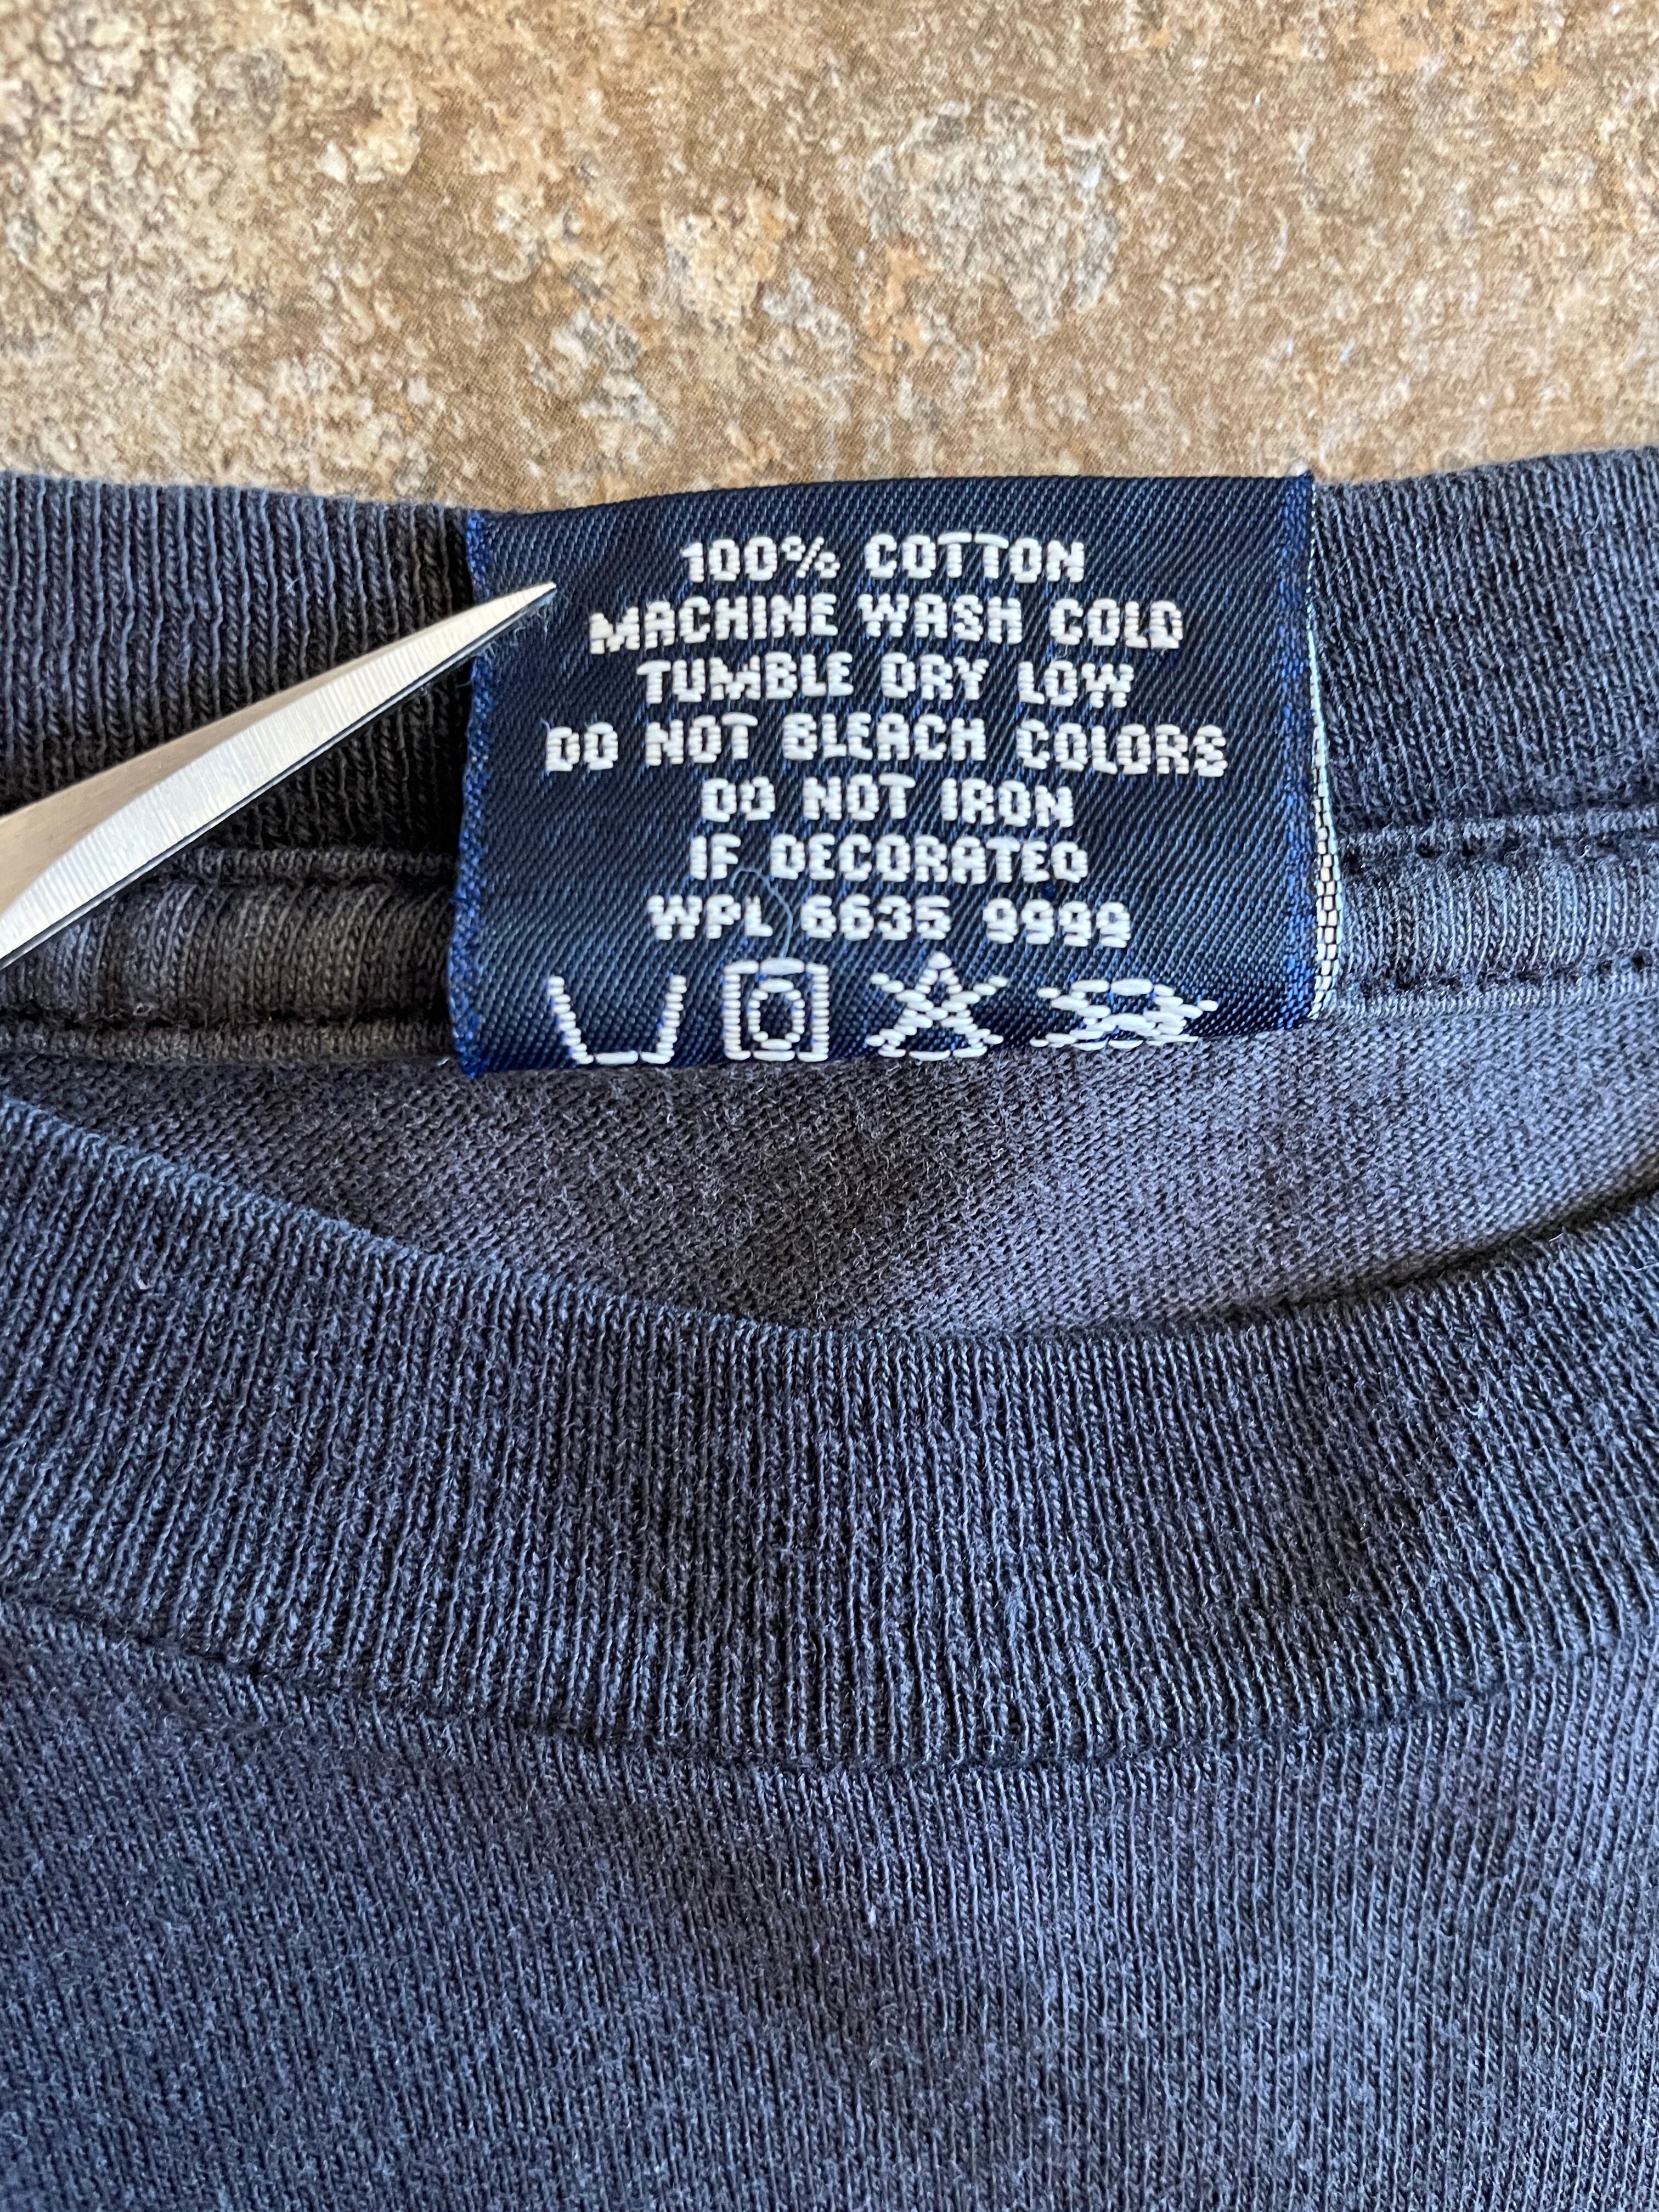 100% COTTON
MACHINE WASH COLD
TUMBLE DRY LOW
DO NOT BLEACH COLORS
DO NOT IRON
IF DECORATED
WPL 6635 9999